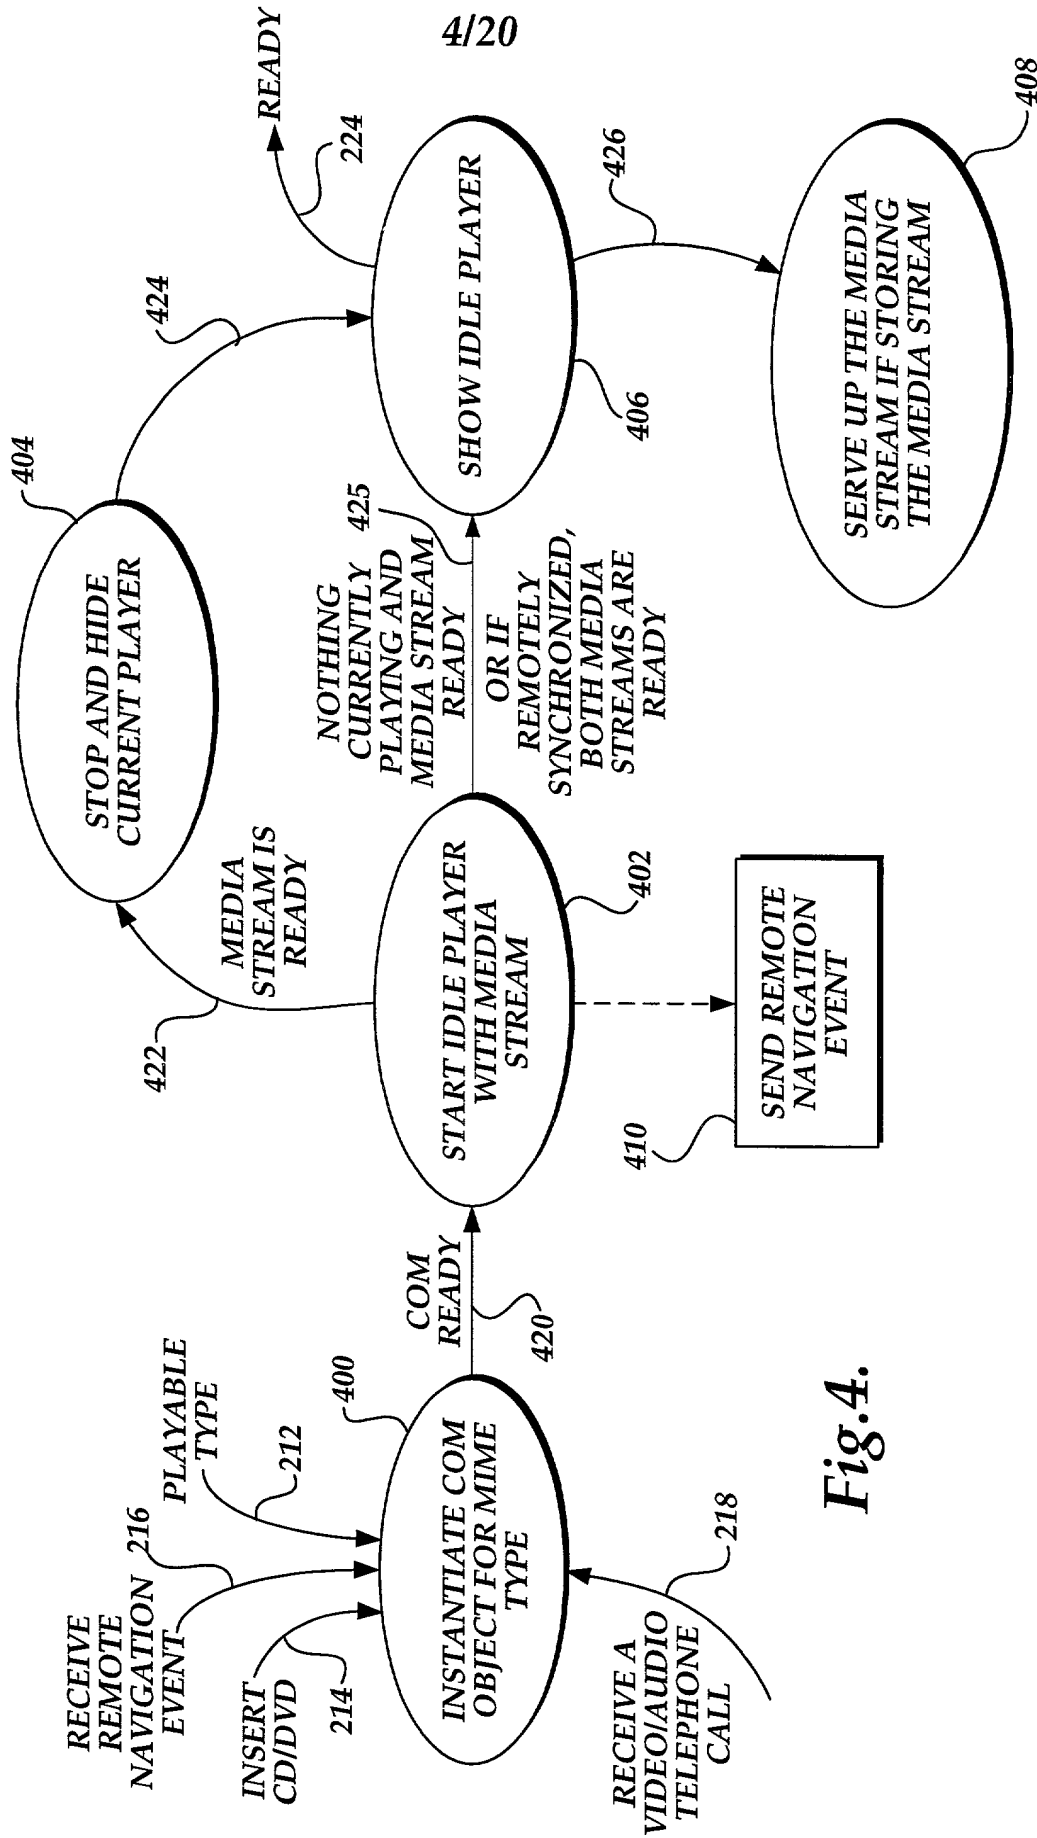 4/20
RECEIVE
REMOTE
NAVIGATION
EVENT
216
PLAYABLE
TYPE
212
INSERT
CD/DVD
214
400
INSTANTIATE COM
OBJECT FOR MIME
TYPE
RECEIVE A
VIDEO/AUDIO
TELEPHONE
CALL
218
COM
READY
420
START IDLE PLAYER
WITH MEDIA
STREAM
402
SEND REMOTE
NAVIGATION
EVENT
410
422
MEDIA
STREAM IS
READY
STOP AND HIDE
CURRENT PLAYER
404
424
NOTHING
CURRENTLY
PLAYING AND
MEDIA STREAM
READY
425
OR IF
REMOTELY
SYNCHRONIZED,
BOTH MEDIA
STREAMS ARE
READY
SHOW IDLE PLAYER
406
READY
224
426
SERVE UP THE MEDIA
STREAM IF STORING
THE MEDIA STREAM
408
Fig.4.